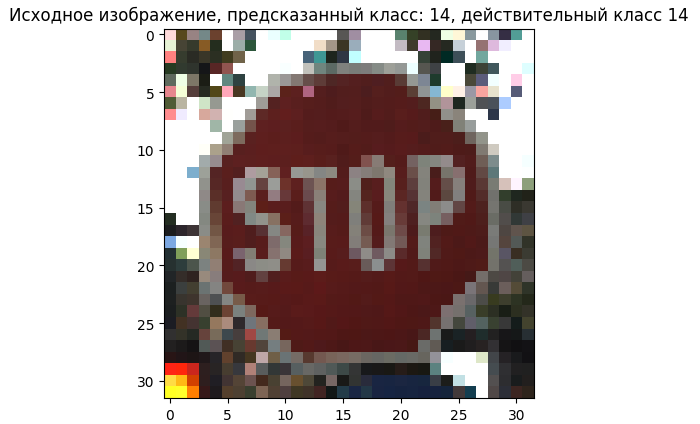 Исходное изображение, предсказанный класс: 14, действительный класс 14
0
5
10
15
20
25
30
STOP
0 5 10 15 20 25 30